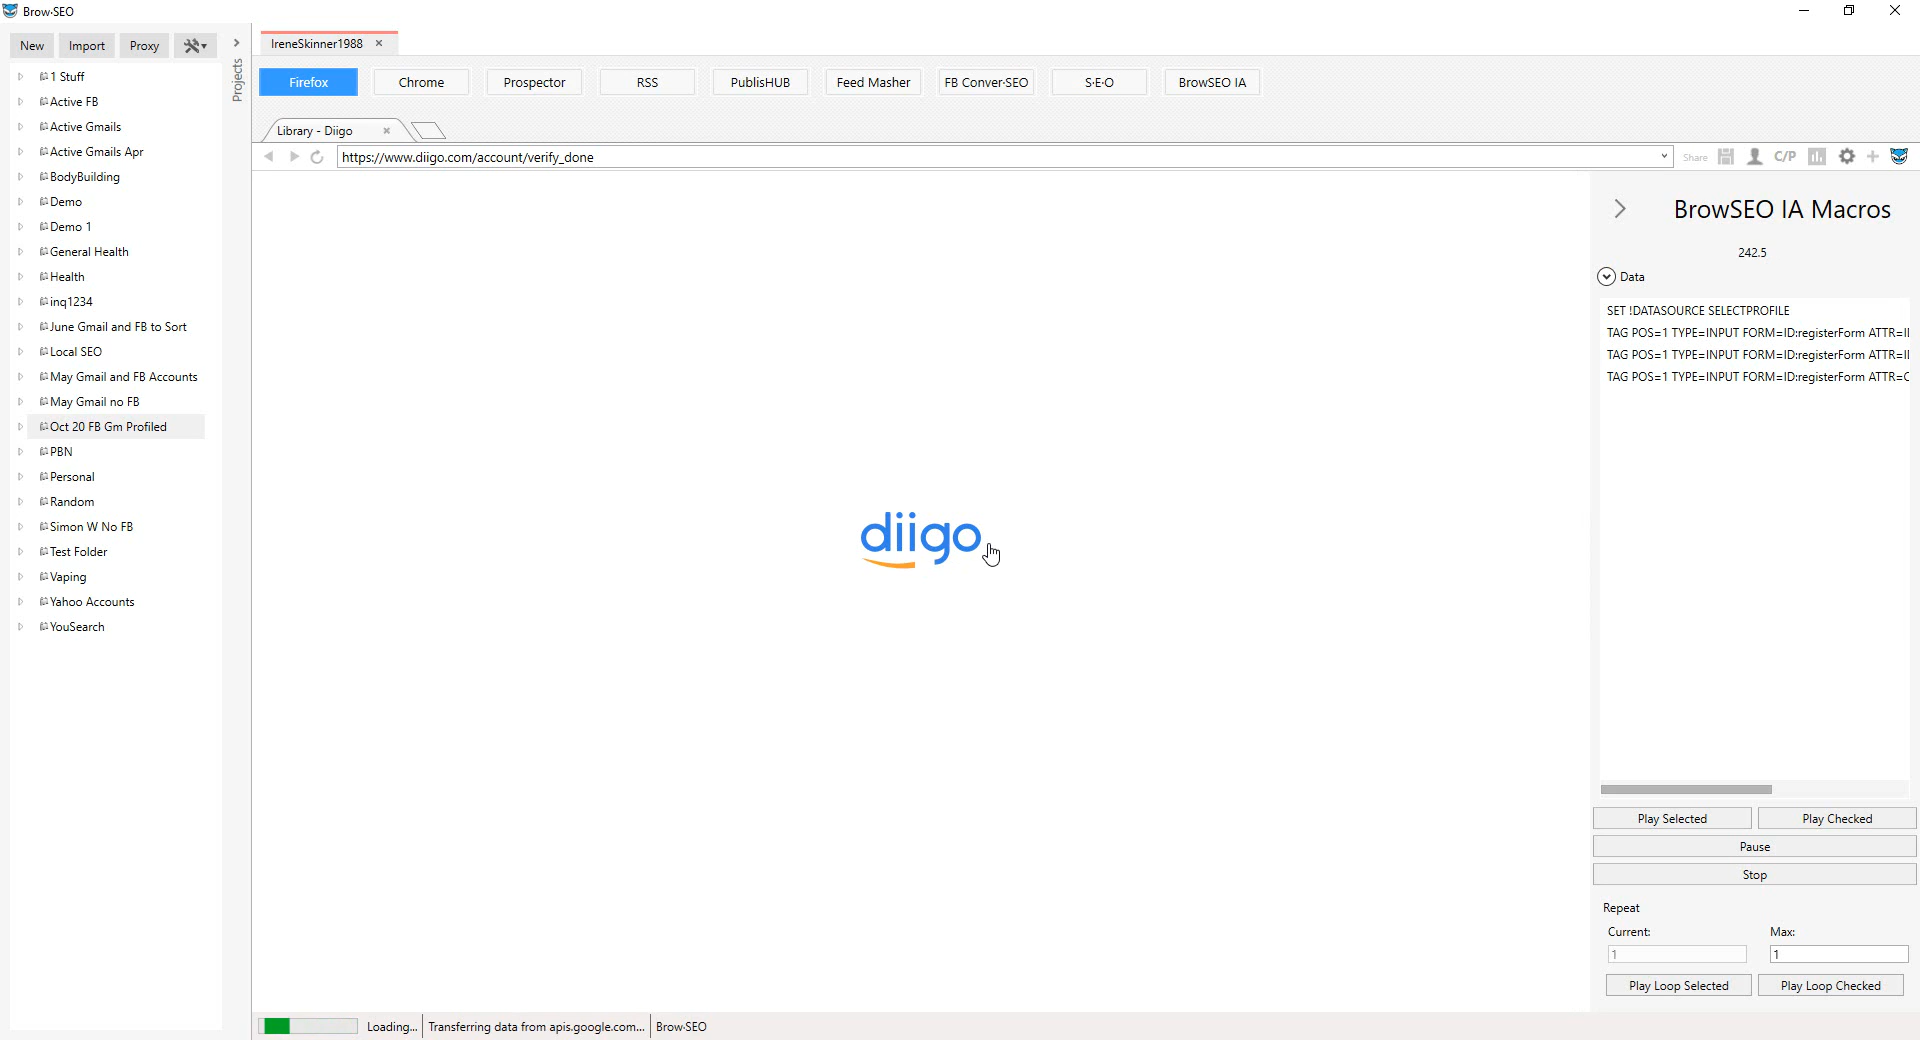 Brow·SEO
New
Import
Proxy
Projects
1 Stuff
Active FB
Active Gmails
Active Gmails Apr
BodyBuilding
Demo
Demo 1
General Health
Health
inq1234
June Gmail and FB to Sort
Local SEO
May Gmail and FB Accounts
May Gmail no FB
Oct 20 FB Gm Profiled
PBN
Personal
Random
Simon W No FB
Test Folder
Vaping
Yahoo Accounts
YouSearch
IreneSkinner1988
Firefox
Chrome
Prospector
RSS
PublisHUB
Feed Masher
FB Conver·SEO
S·E·O
BrowSEO IA
Library - Diigo
https://www.diigo.com/account/verify_done
Share
C/P
diigo
BrowSEO IA Macros
242.5
Data
SET !DATASOURCE SELECTPROFILE
TAG POS=1 TYPE=INPUT FORM=ID:registerForm ATTR=
TAG POS=1 TYPE=INPUT FORM=ID:registerForm ATTR=
TAG POS=1 TYPE=INPUT FORM=ID:registerForm ATTR=
Play Selected
Play Checked
Pause
Stop
Repeat
Current:
Max:
1
1
Play Loop Selected
Play Loop Checked
Loading...
Transferring data from apis.google.com...
Brow·SEO